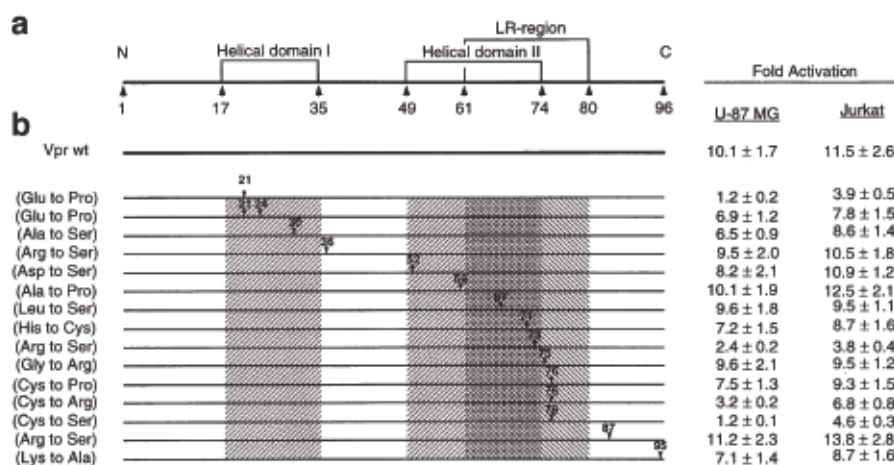 a
LR-region
N
Helical domain I
Helical domain II
C
Fold Activation
1 17 35 49 61 74 80 96
U-87 MG Jurkat
b
Vpr wt 10.1 ± 1.7 11.5 ± 2.6
21
(Glu to Pro) 1.2 ± 0.2 3.9 ± 0.5
21 24
(Glu to Pro) 6.9 ± 1.2 7.8 ± 1.5
(Ala to Ser) 6.5 ± 0.9 8.6 ± 1.4
36
(Arg to Ser) 9.5 ± 2.0 10.5 ± 1.8
52
(Asp to Ser) 8.2 ± 2.1 10.9 ± 1.2
(Ala to Pro) 10.1 ± 1.9 12.5 ± 2.1
67
(Leu to Ser) 9.6 ± 1.8 9.5 ± 1.1
(His to Cys) 7.2 ± 1.5 8.7 ± 1.6
(Arg to Ser) 2.4 ± 0.2 3.8 ± 0.4
(Gly to Arg) 9.6 ± 2.1 9.5 ± 1.2
(Cys to Pro) 7.5 ± 1.3 9.3 ± 1.5
(Cys to Arg) 3.2 ± 0.2 6.8 ± 0.8
(Cys to Ser) 1.2 ± 0.1 4.6 ± 0.3
87
(Arg to Ser) 11.2 ± 2.3 13.8 ± 2.8
95
(Lys to Ala) 7.1 ± 1.4 8.7 ± 1.6